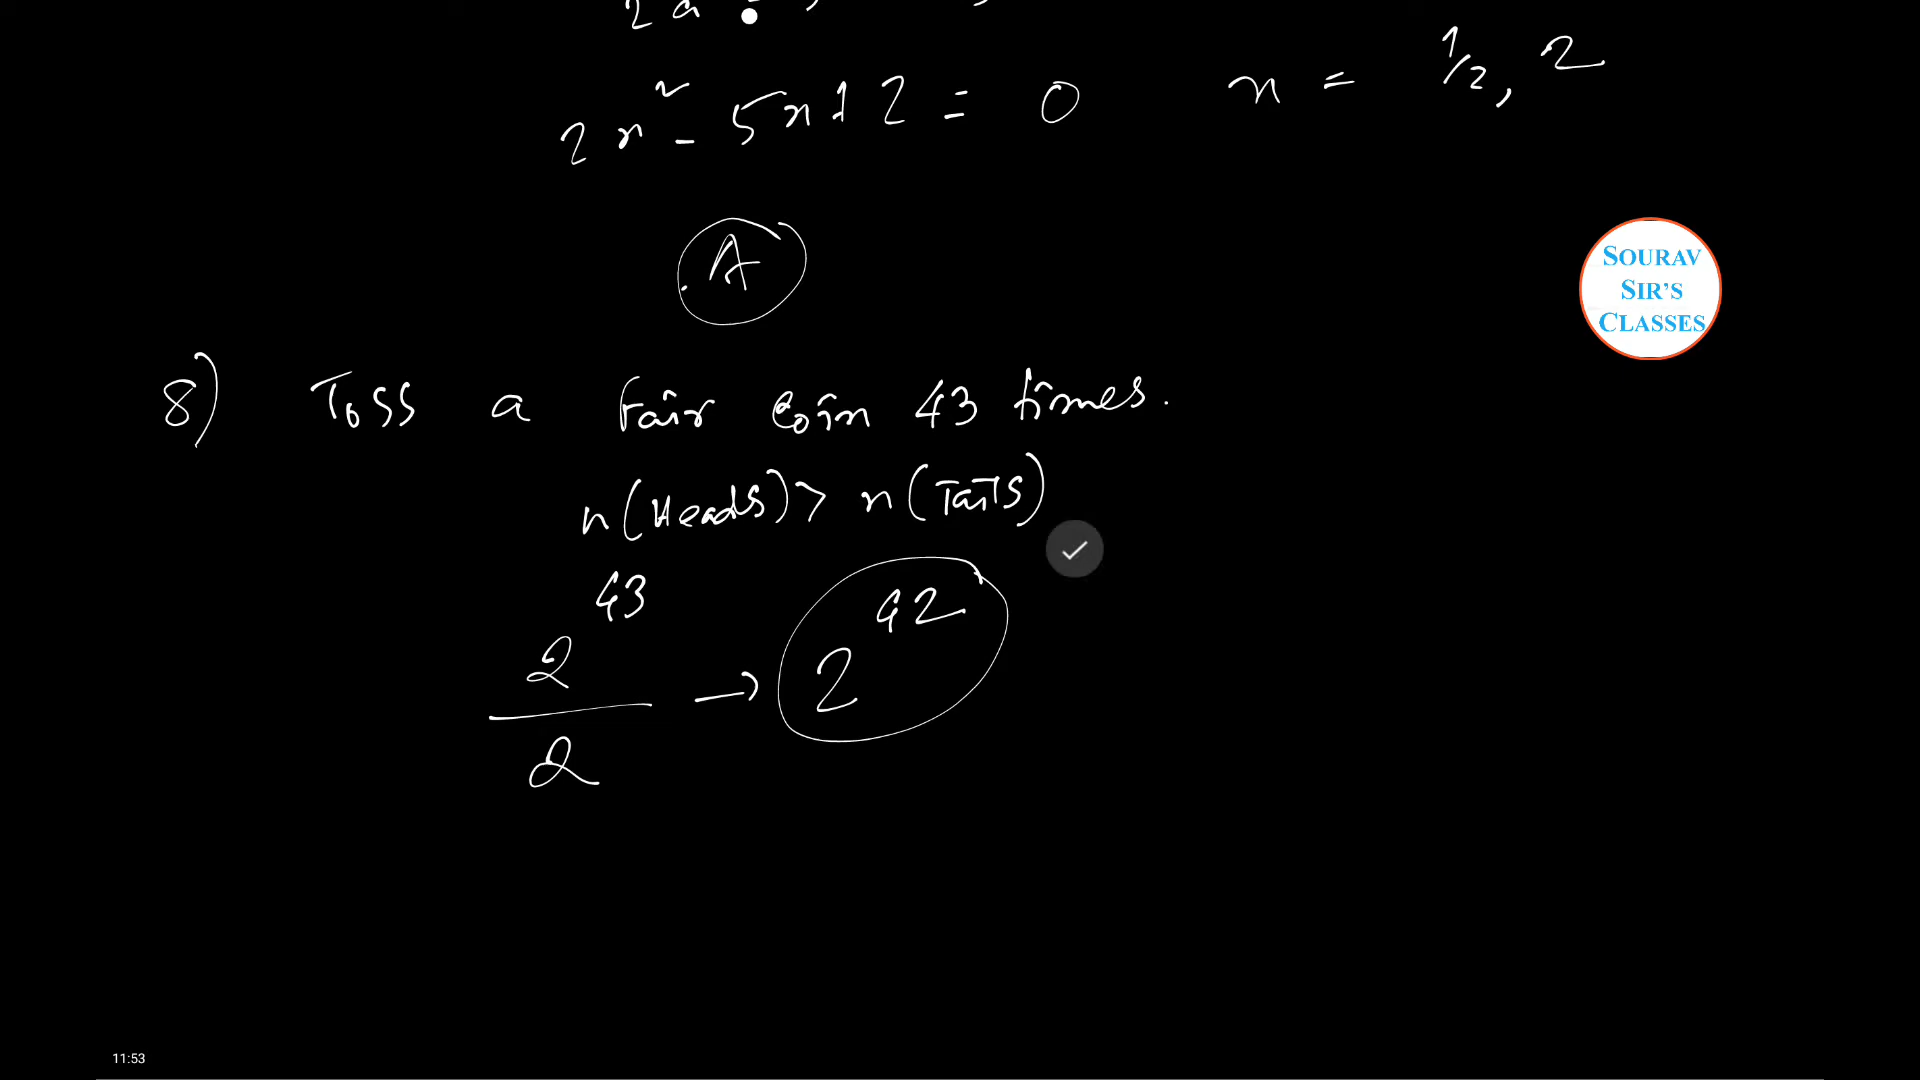 2x² - 5x + 2 = 0 x = 1/2, 2
A
SOURAV
SIR'S
CLASSES
8) Toss a Fair Coin 43 times.
n(Heads) > n(Tails)
2^43 / 2 → 2^42
11:53